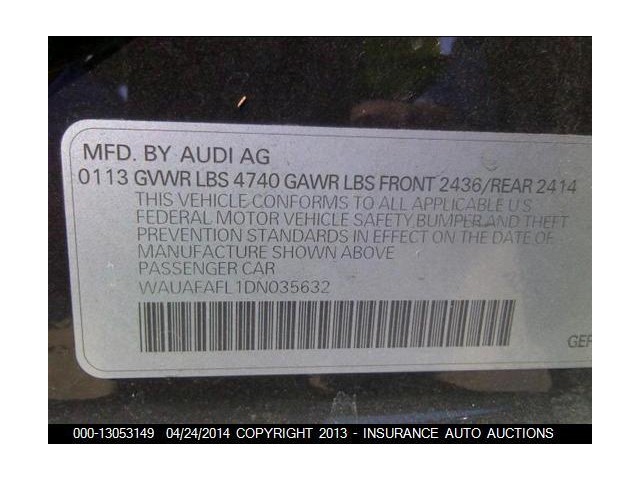 MFD. BY AUDI AG
0113 GVWR LBS 4740 GAWR LBS FRONT 2436/REAR 2414
THIS VEHICLE CONFORMS TO ALL APPLICABLE U.S.
FEDERAL MOTOR VEHICLE SAFETY, BUMPER AND THEFT
PREVENTION STANDARDS IN EFFECT ON THE DATE OF
MANUFACTURE SHOWN ABOVE
PASSENGER CAR
WAUAFAFL1DN035632
GEF
000-13053149 04/24/2014 COPYRIGHT 2013 - INSURANCE AUTO AUCTIONS